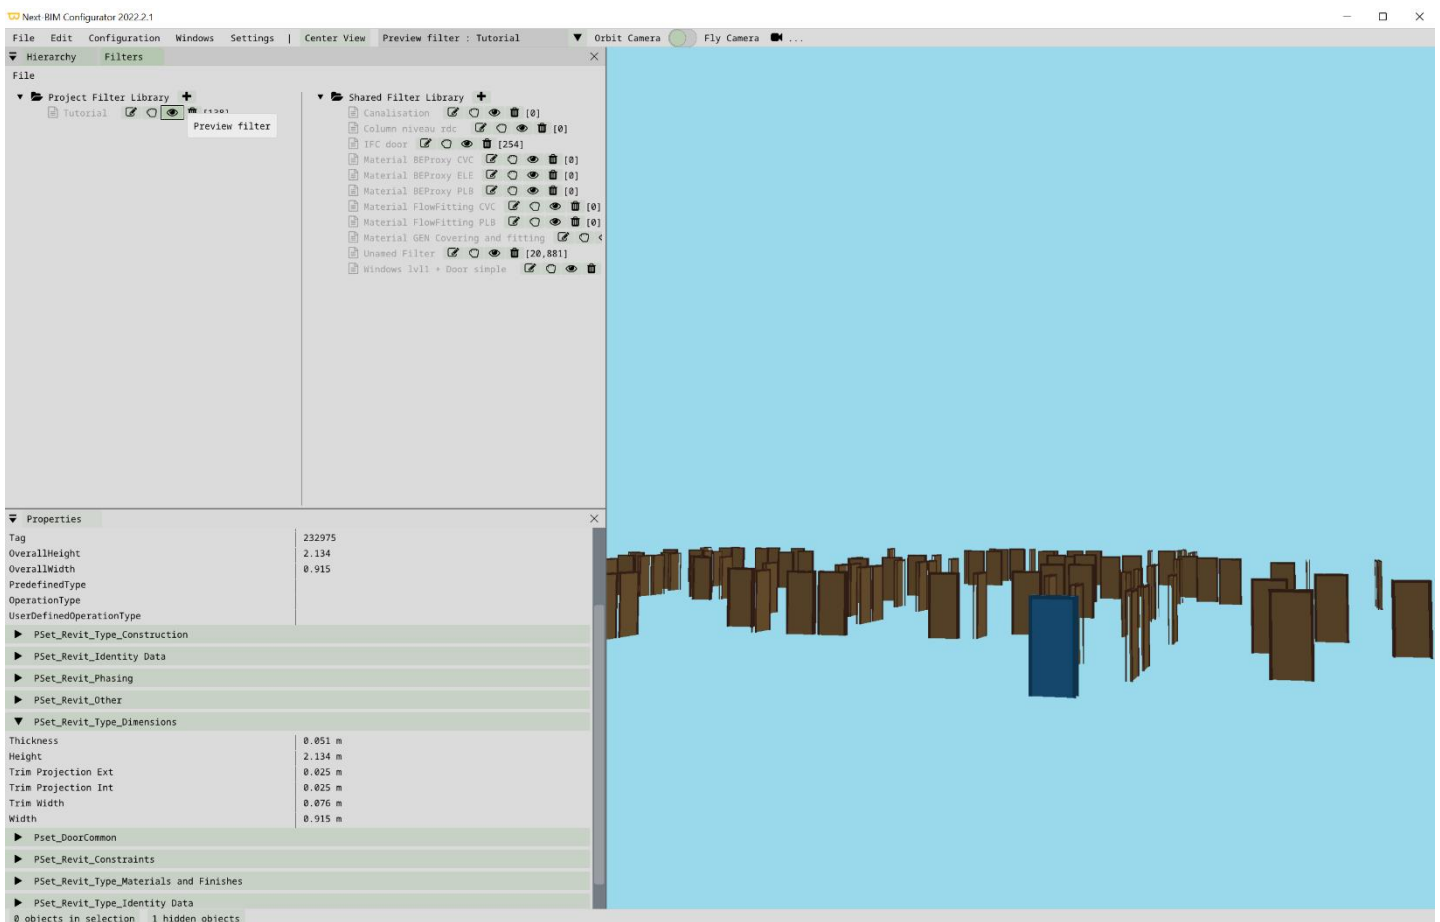 Next-BIM Configurator 2022.2.1
File Edit Configuration Windows Settings | Center View Preview filter : Tutorial Orbit Camera Fly Camera ...
Hierarchy Filters
File
Project Filter Library
Tutorial [138]
Preview filter
Shared Filter Library
Canalisation [0]
Column niveau rdc [0]
IFC door [254]
Material BEProxy CVC [0]
Material BEProxy ELE [0]
Material BEProxy PLB [0]
Material FlowFitting CVC [0]
Material FlowFitting PLB [0]
Material GEN Covering and fitting
Unamed Filter [20,881]
Windows lvl1 + Door simple
Properties
Tag 232975
OverallHeight 2.134
OverallWidth 0.915
PredefinedType
OperationType
UserDefinedOperationType
PSet_Revit_Type_Construction
PSet_Revit_Identity Data
PSet_Revit_Phasing
PSet_Revit_Other
PSet_Revit_Type_Dimensions
Thickness 0.051 m
Height 2.134 m
Trim Projection Ext 0.025 m
Trim Projection Int 0.025 m
Trim Width 0.076 m
Width 0.915 m
Pset_DoorCommon
PSet_Revit_Constraints
PSet_Revit_Type_Materials and Finishes
PSet_Revit_Type_Identity Data
0 objects in selection 1 hidden objects